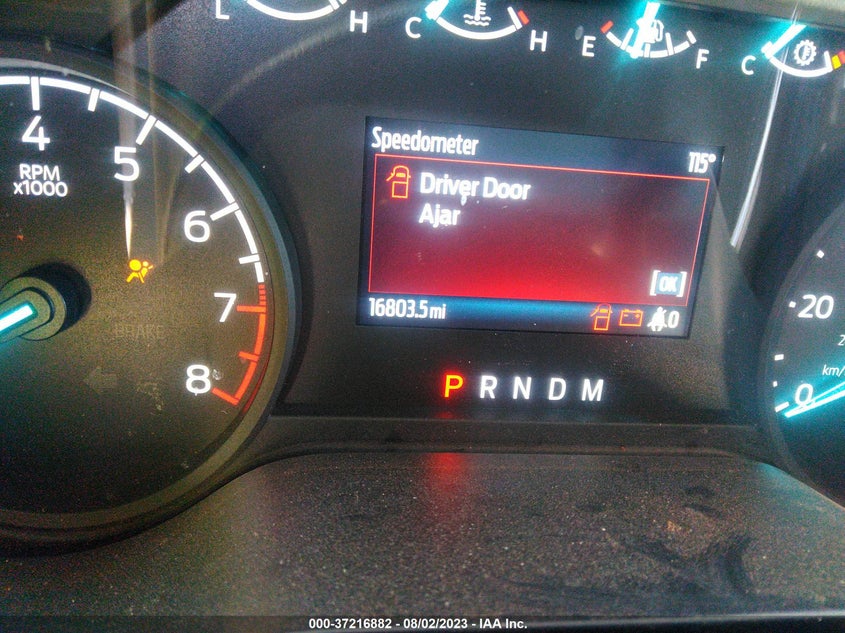 L H
C H
E F
C
4
5
RPM
x1000
6
7
8
BRAKE
Speedometer 115°
Driver Door
Ajar
[OK]
16803.5 mi
P R N D M
20
0
km/
000-37216882 - 08/02/2023 - IAA Inc.